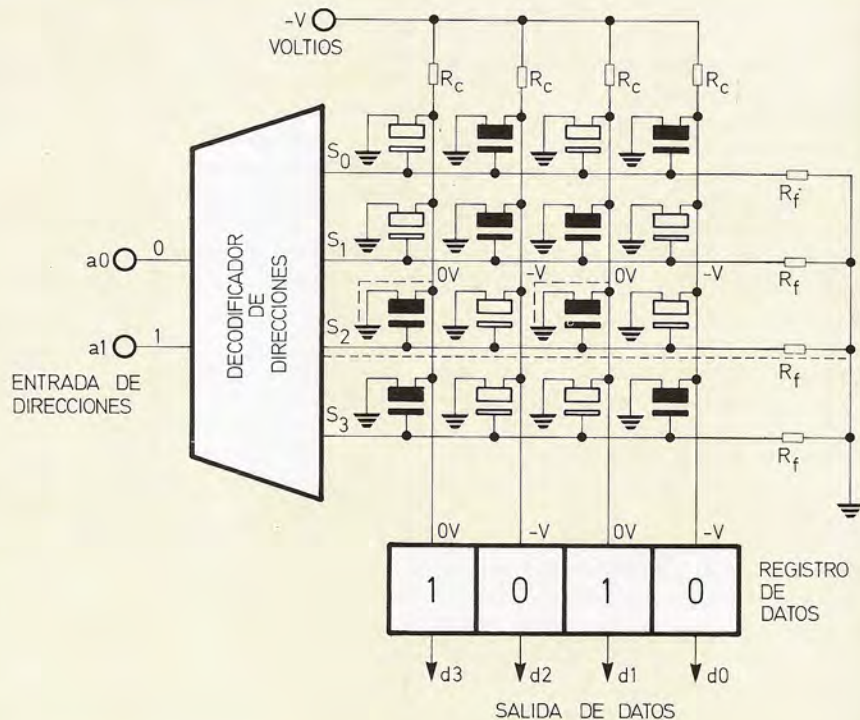 -V
VOLTIOS
Rc Rc Rc Rc
S0
Rf
S1
a0 0
Rf
0V -V 0V -V
S2
a1 1
Rf
DECODIFICADOR
DE
DIRECCIONES
ENTRADA DE
DIRECCIONES
S3
Rf
0V -V 0V -V
1 0 1 0
REGISTRO
DE
DATOS
d3 d2 d1 d0
SALIDA DE DATOS